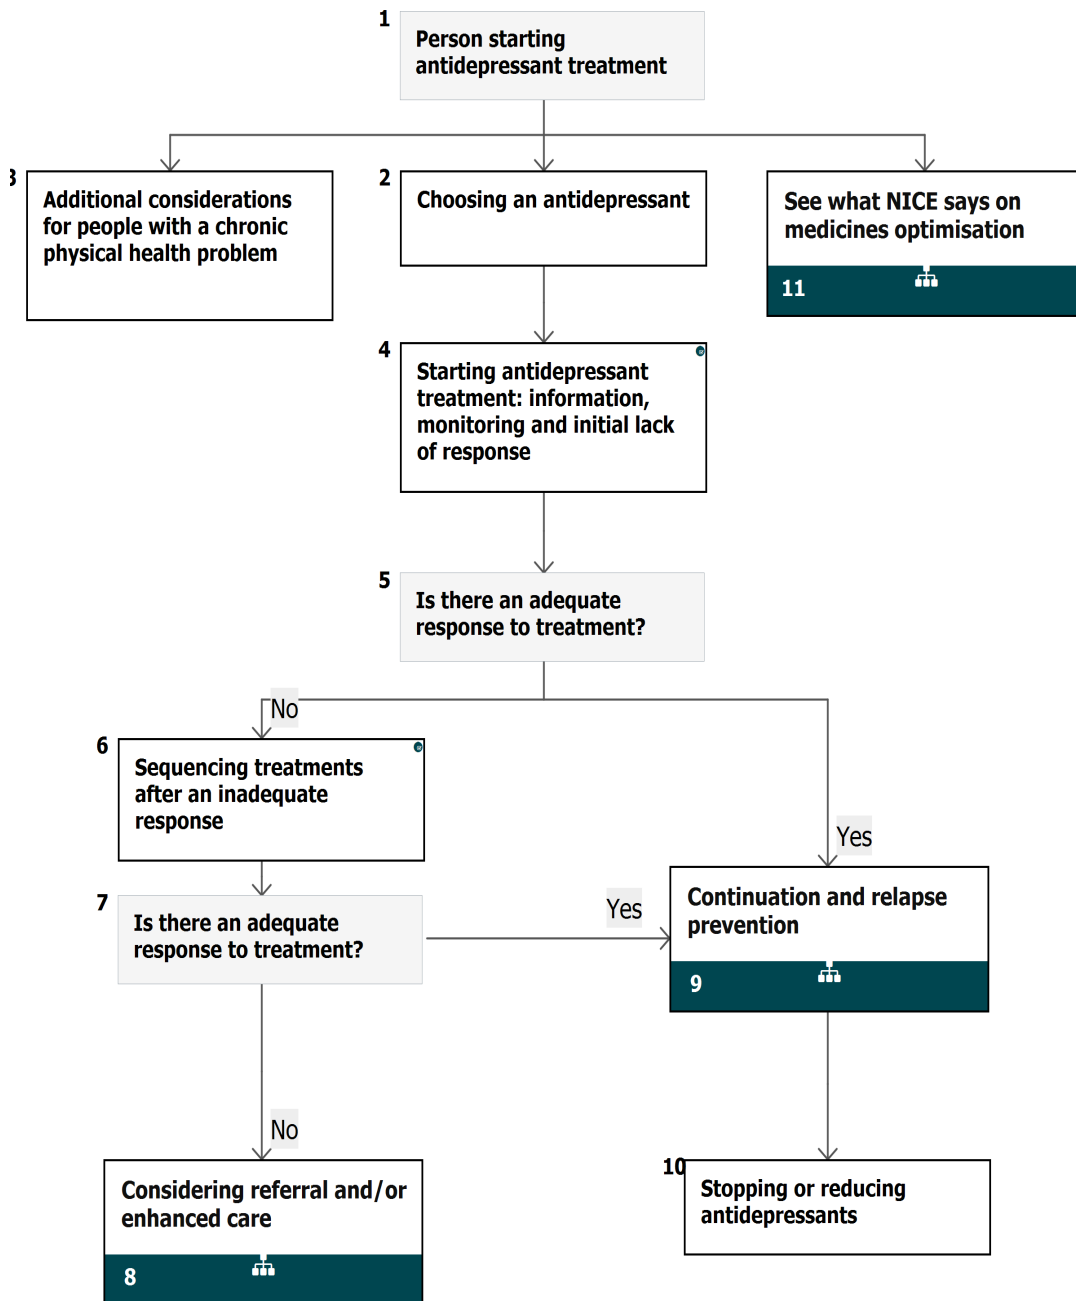 1
Person starting
antidepressant treatment
3
Additional considerations
for people with a chronic
physical health problem
2
Choosing an antidepressant
See what NICE says on
medicines optimisation
11
4
Starting antidepressant
treatment: information,
monitoring and initial lack
of response
5
Is there an adequate
response to treatment?
No
6
Sequencing treatments
after an inadequate
response
Yes
7
Is there an adequate
response to treatment?
Yes
Continuation and relapse
prevention
9
No
8
Considering referral and/or
enhanced care
10
Stopping or reducing
antidepressants